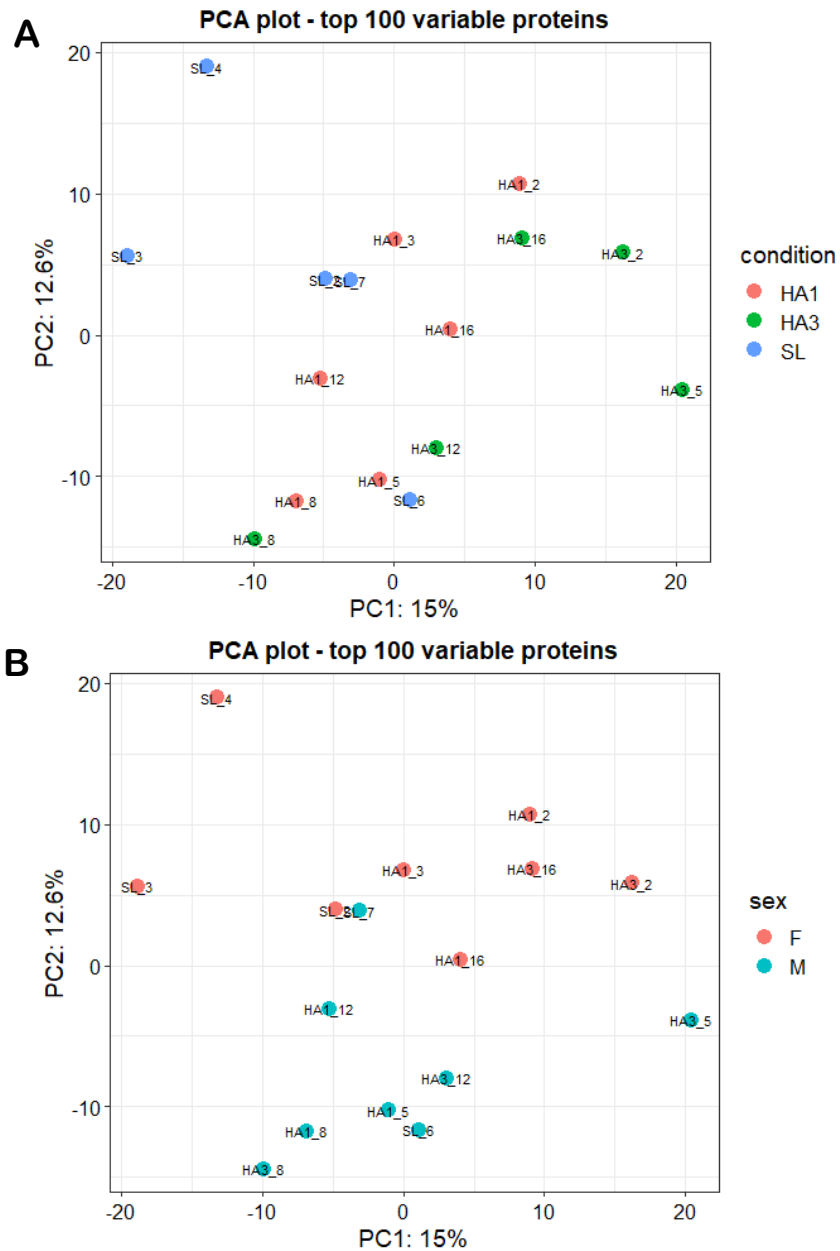 A
PCA plot - top 100 variable proteins
20
10
0
-10
PC2: 12.6%
SL_4
HA1_2
HA1_3
HA3_16
HA3_2
SL_3
SL_7
HA1_16
HA1_12
HA3_5
HA3_12
HA1_5
HA1_8
SL_6
HA3_8
-20
-10
0
10
20
PC1: 15%
condition
HA1
HA3
SL
B
PCA plot - top 100 variable proteins
20
10
0
-10
PC2: 12.6%
SL_4
HA1_2
HA1_3
HA3_16
HA3_2
SL_3
SL_7
HA1_16
HA1_12
HA3_5
HA3_12
HA1_5
HA1_8
SL_6
HA3_8
-20
-10
0
10
20
PC1: 15%
sex
F
M